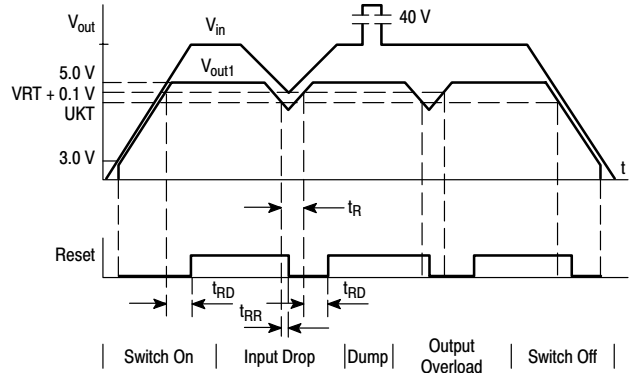 40 V
Vout
Vin
5.0 V
Vout1
VRT + 0.1 V
UKT
3.0 V
t
tR
Reset
tRD
tRD
tRR
Switch On
Input Drop
Dump
Output
Overload
Switch Off